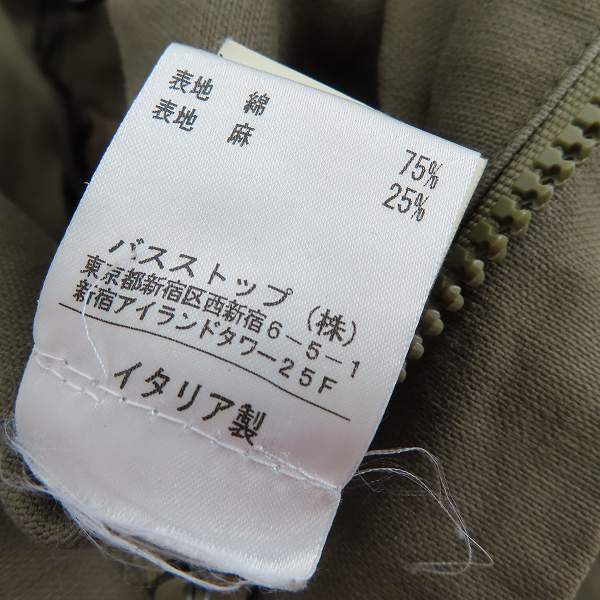 表地 綿 75%
表地 麻 25%
バスストップ(株)
東京都新宿区西新宿6-5-1
新宿アイランドタワー25F
イタリア製